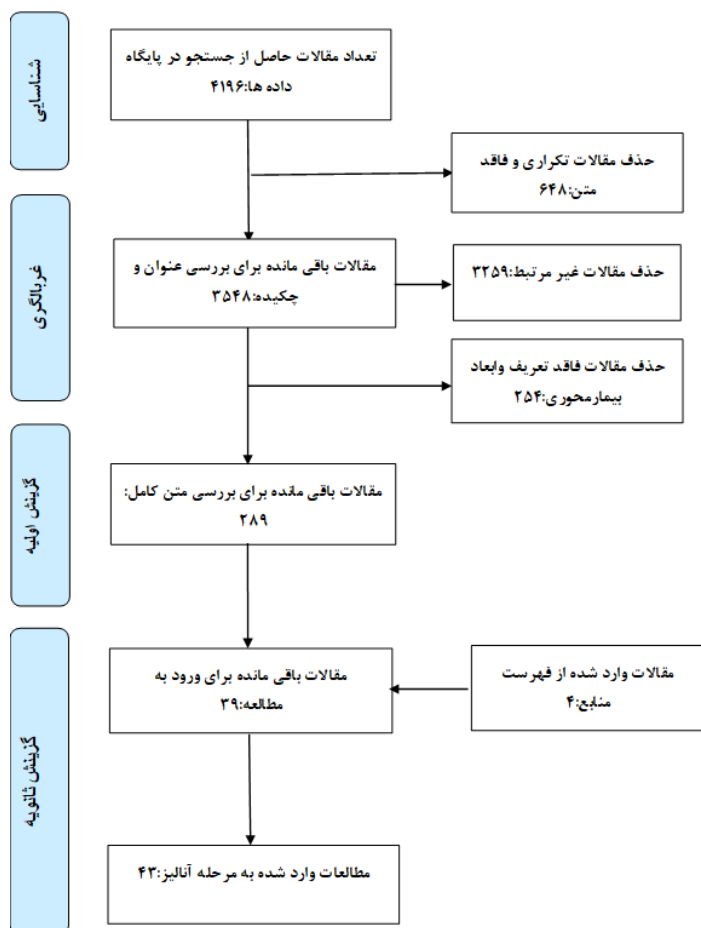 شناسایی
تعداد مقالات حاصل از جستجو در پایگاه
داده ها:۴۱۹۶
حذف مقالات تکراری و فاقد
متن:۶۴۸
غربالگری
مقالات باقی مانده برای بررسی عنوان و
چکیده:۳۵۴۸
حذف مقالات غیر مرتبط:۳۲۵۹
حذف مقالات فاقد تعریف وابعاد
بیمارمحوری:۲۵۴
گزینش اولیه
مقالات باقی مانده برای بررسی متن کامل:
۲۸۹
گزینش ثانویه
مقالات باقی مانده برای ورود به
مطالعه:۳۹
مقالات وارد شده از فهرست
منابع:۴
مطالعات وارد شده به مرحله آنالیز:۴۳